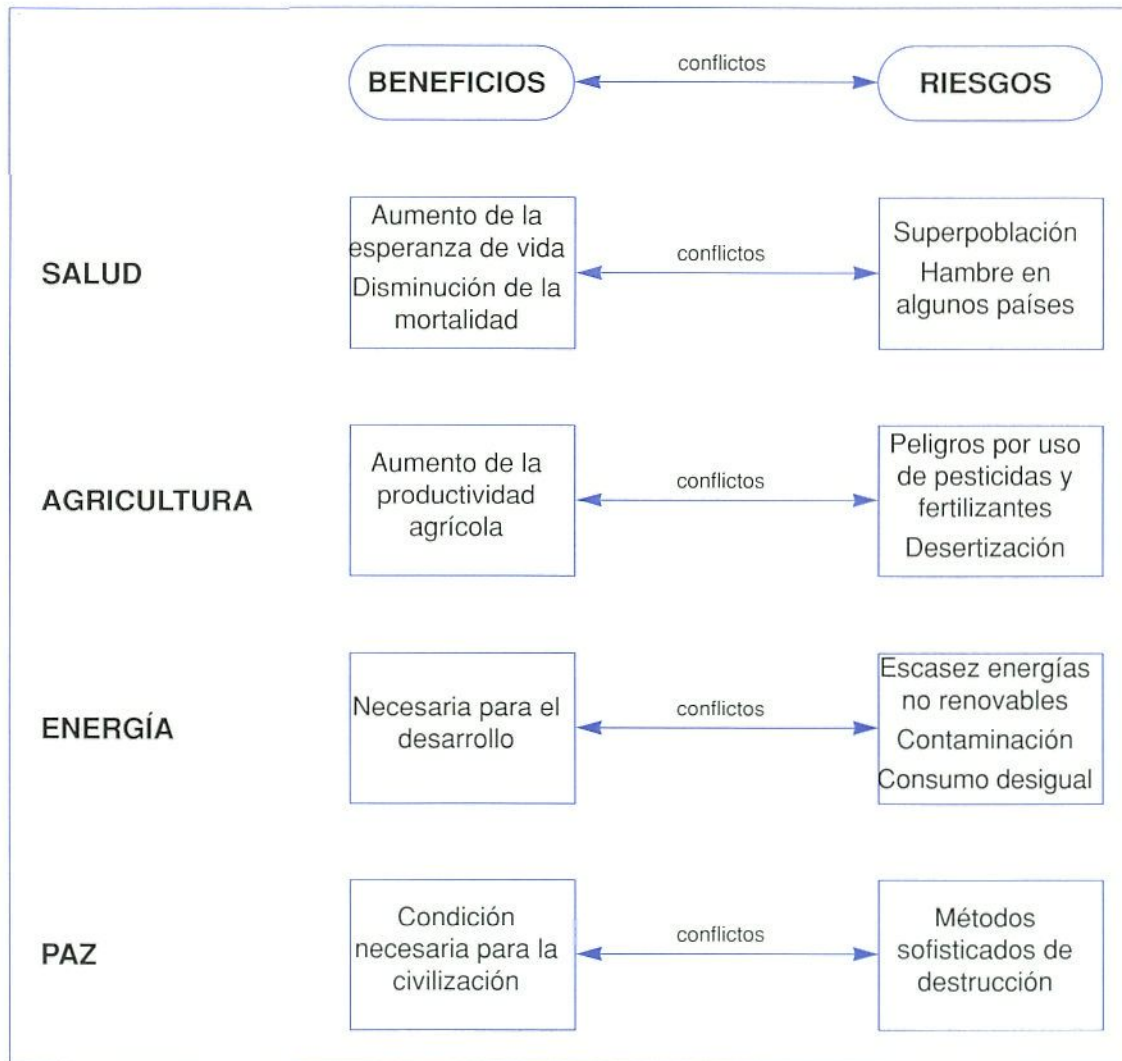 BENEFICIOS
conflictos
RIESGOS
SALUD
Aumento de la
esperanza de vida
Disminución de la
mortalidad
conflictos
Superpoblación
Hambre en
algunos países
AGRICULTURA
Aumento de la
productividad
agrícola
conflictos
Peligros por uso
de pesticidas y
fertilizantes
Desertización
ENERGÍA
Necesaria para el
desarrollo
conflictos
Escasez energías
no renovables
Contaminación
Consumo desigual
PAZ
Condición
necesaria para la
civilización
conflictos
Métodos
sofisticados de
destrucción